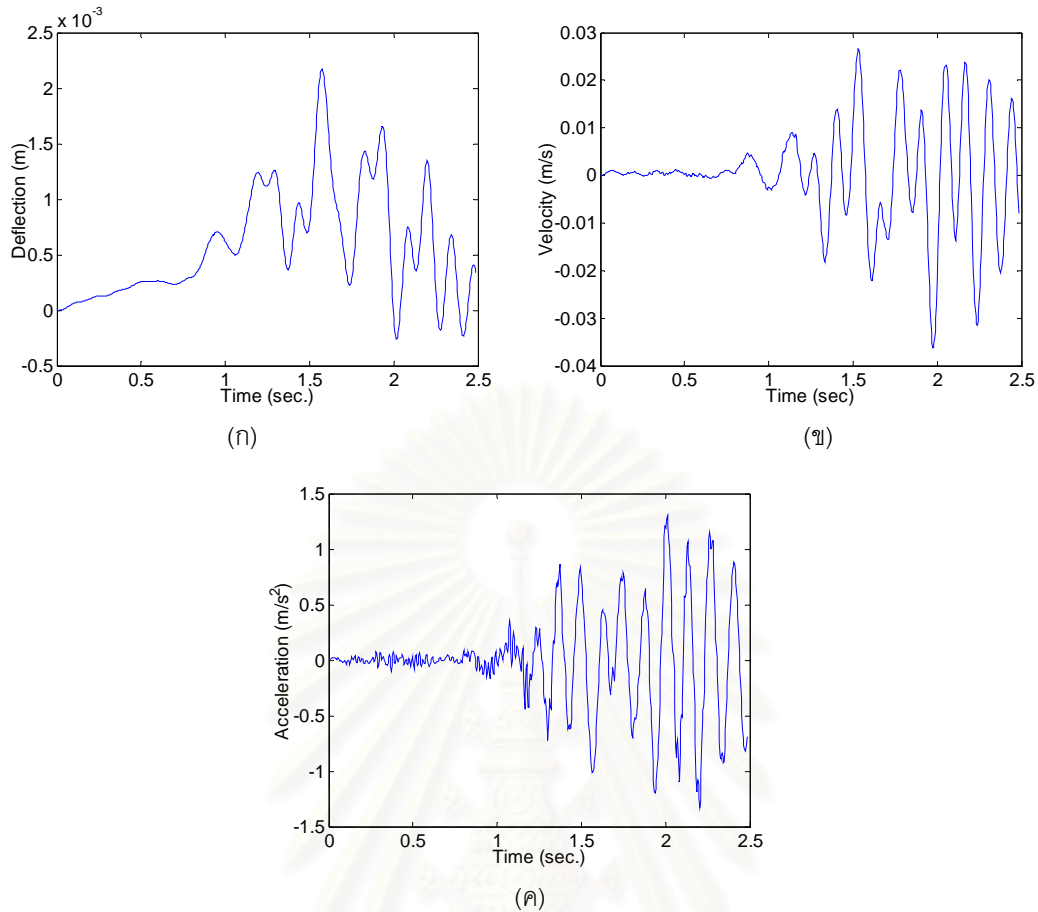 x 10⁻³
2.5
2
1.5
1
0.5
0
-0.5
Deflection (m)
0 0.5 1 1.5 2 2.5
Time (sec.)
(ก)
0.03
0.02
0.01
0
-0.01
-0.02
-0.03
-0.04
Velocity (m/s)
0 0.5 1 1.5 2 2.5
Time (sec)
(ข)
1.5
1
0.5
0
-0.5
-1
-1.5
Acceleration (m/s²)
0 0.5 1 1.5 2 2.5
Time (sec.)
(ค)